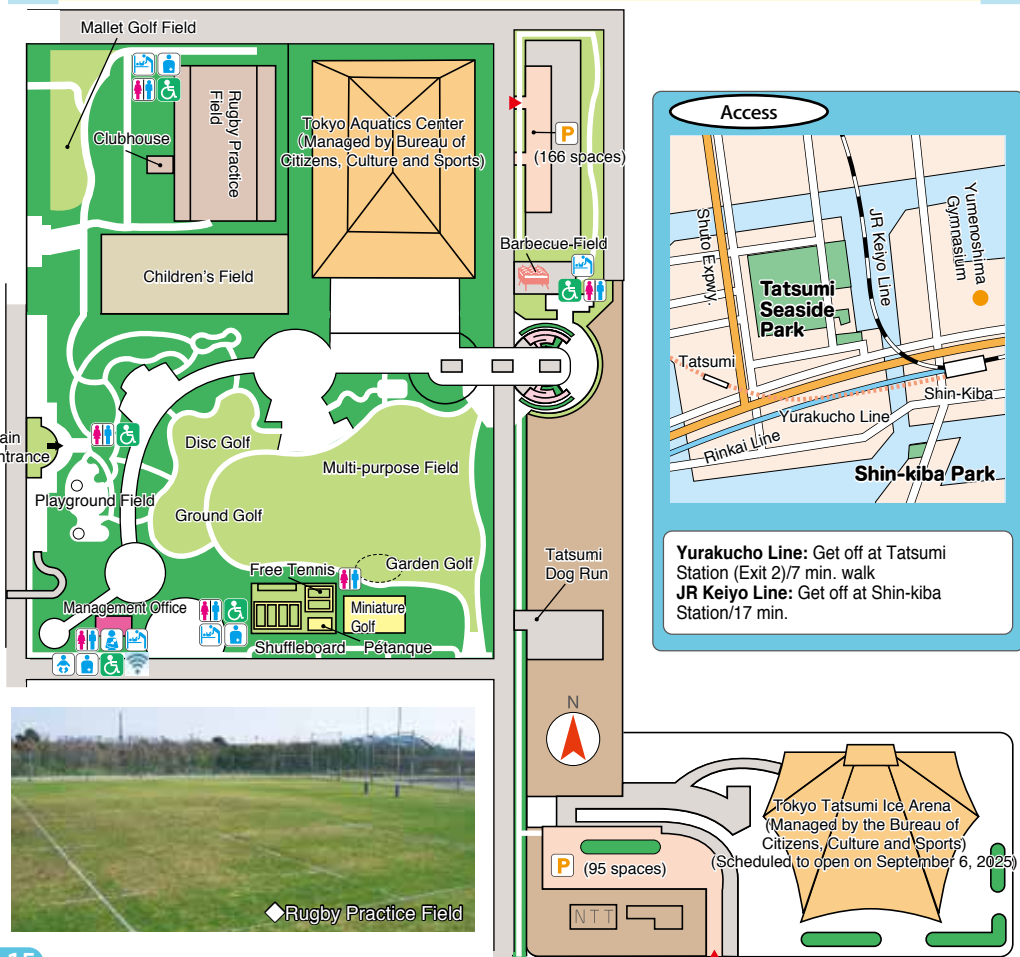 Mallet Golf Field
Clubhouse
Rugby Practice
Field
Tokyo Aquatics Center
(Managed by Bureau of
Citizens, Culture and Sports)
P
(166 spaces)
Barbecue-Field
Children's Field
Disc Golf
Multi-purpose Field
Entrance
Playground Field
Ground Golf
Free Tennis
Garden Golf
Management Office
Miniature
Golf
Shuffleboard
Pétanque
Tatsumi
Dog Run
N
Tokyo Tatsumi Ice Arena
(Managed by the Bureau of
Citizens, Culture and Sports)
(Scheduled to open on September 6, 2025)
P
(95 spaces)
NTT
◇Rugby Practice Field
15
Access
Shuto Expwy.
JR Keiyo Line
Yumenoshima
Gymnasium
Tatsumi
Seaside
Park
Tatsumi
Shin-Kiba
Yurakucho Line
Rinkai Line
Shin-kiba Park
Yurakucho Line: Get off at Tatsumi
Station (Exit 2)/7 min. walk
JR Keiyo Line: Get off at Shin-kiba
Station/17 min.